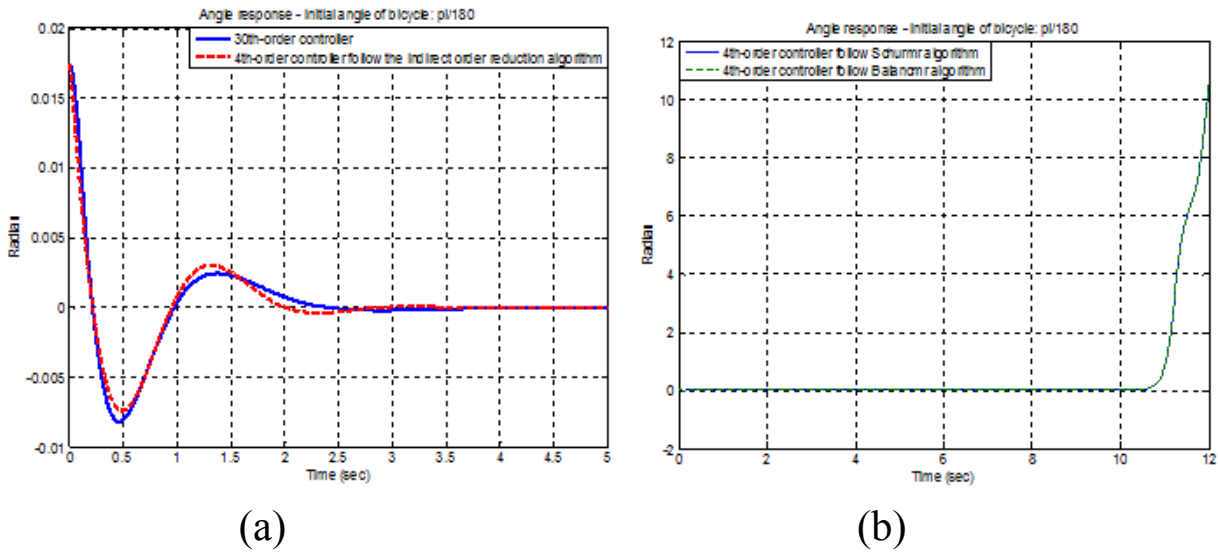 Angle response - Initial angle of bicycle: pi/180
30th-order controller
4th-order controller follow the indirect order reduction algorithm
0.02
0.015
0.01
0.005
0
-0.005
-0.01
Radian
0 0.5 1 1.5 2 2.5 3 3.5 4 4.5 5
Time (sec)
(a)
Angle response - Initial angle of bicycle: pi/180
4th-order controller follow Schurmr algorithm
4th-order controller follow Balancmr algorithm
12
10
8
6
4
2
0
-2
Radian
0 2 4 6 8 10 12
Time (sec)
(b)